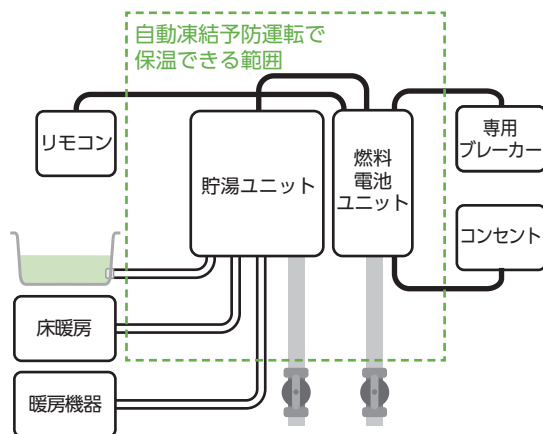 自動凍結予防運転で
保温できる範囲
リモコン
貯湯ユニット
燃料
電池
ユニット
専用
ブレーカー
コンセント
床暖房
暖房機器